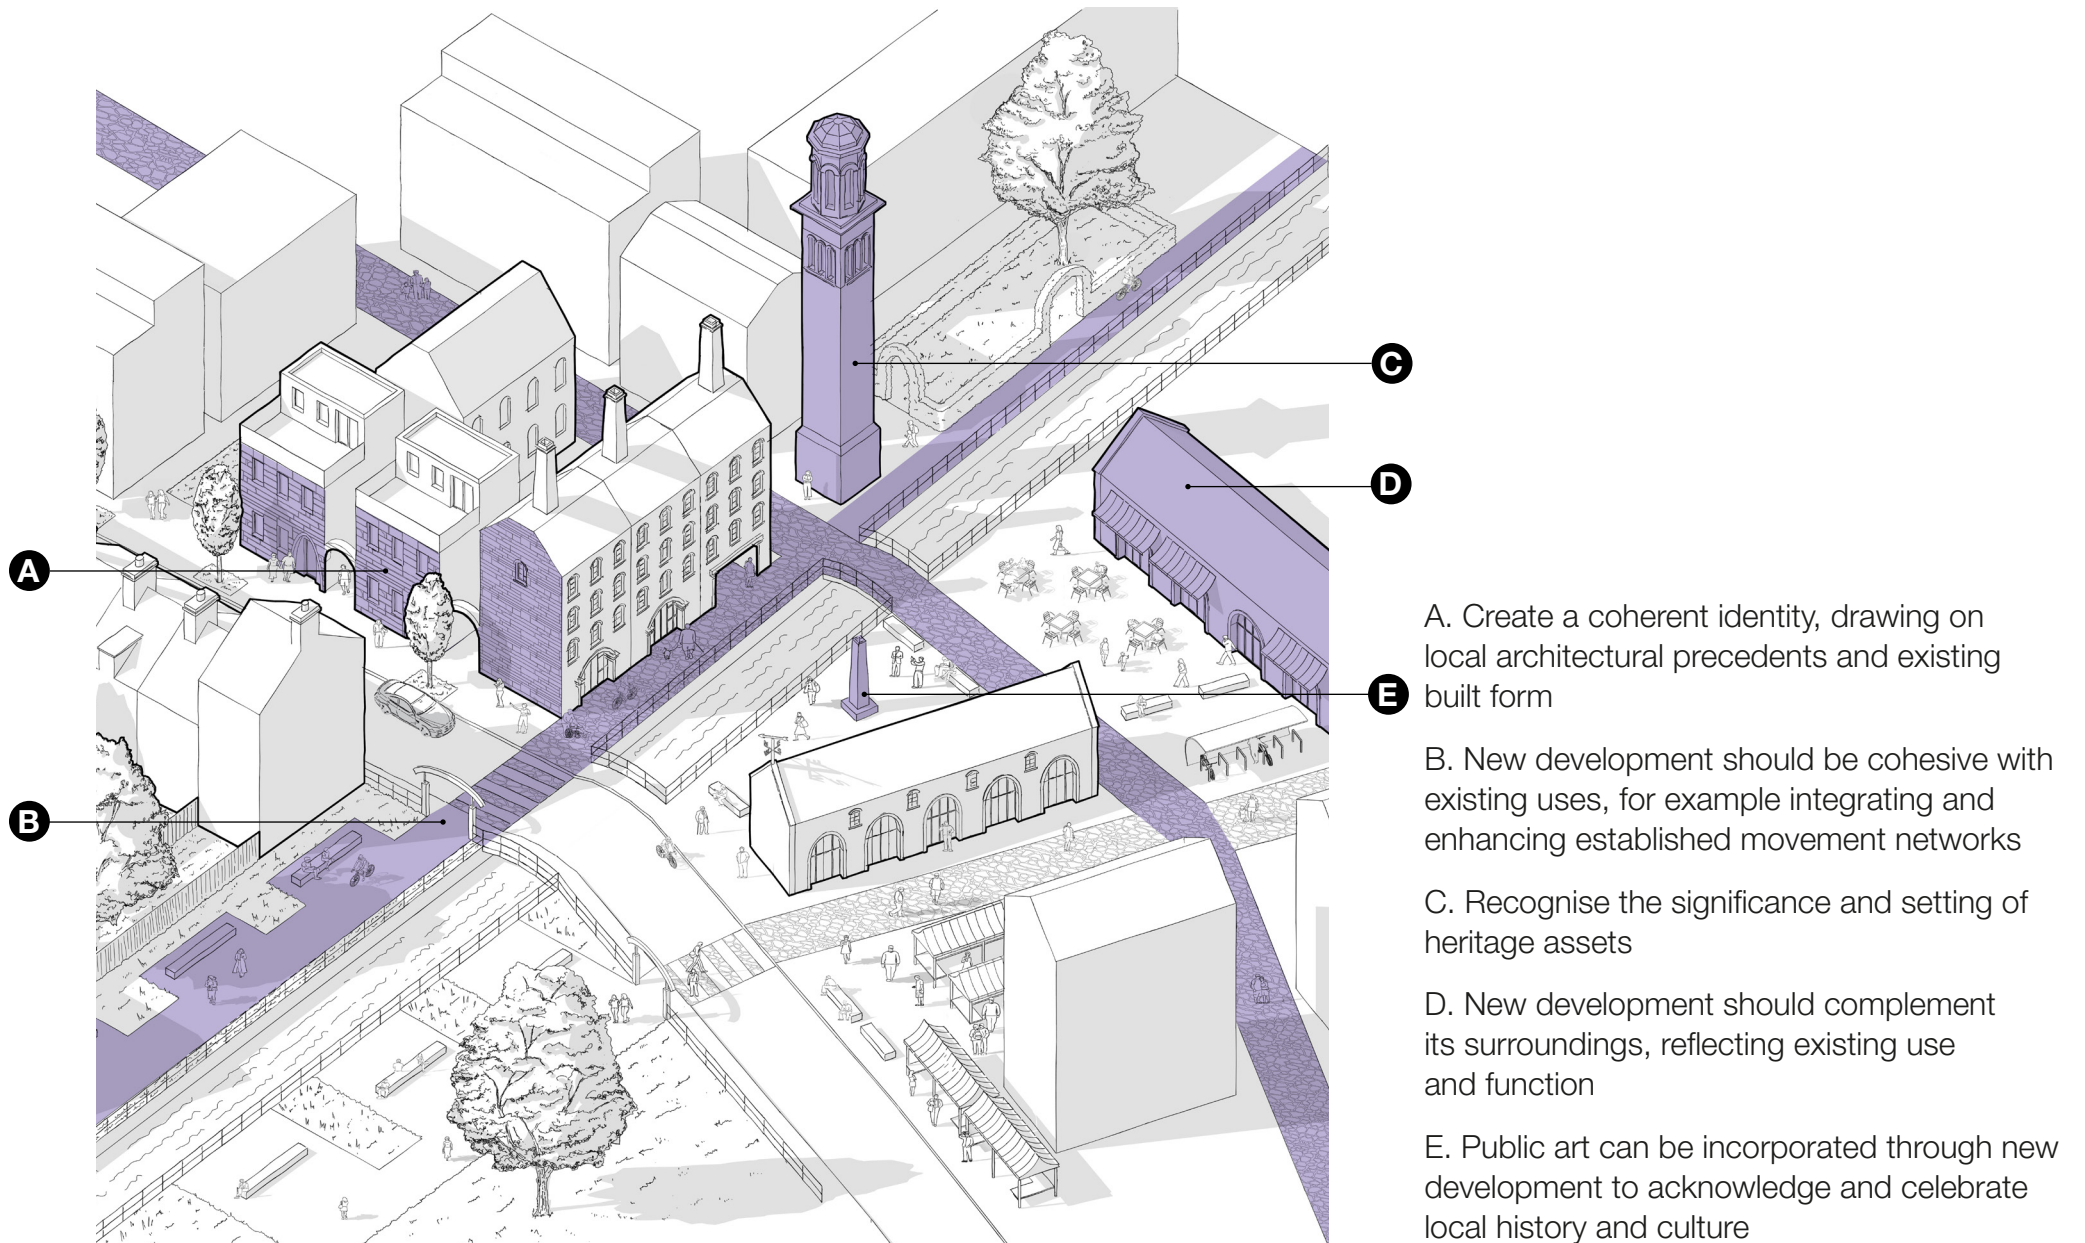 C
D
A
E
B
A. Create a coherent identity, drawing on
local architectural precedents and existing
built form
B. New development should be cohesive with
existing uses, for example integrating and
enhancing established movement networks
C. Recognise the significance and setting of
heritage assets
D. New development should complement
its surroundings, reflecting existing use
and function
E. Public art can be incorporated through new
development to acknowledge and celebrate
local history and culture